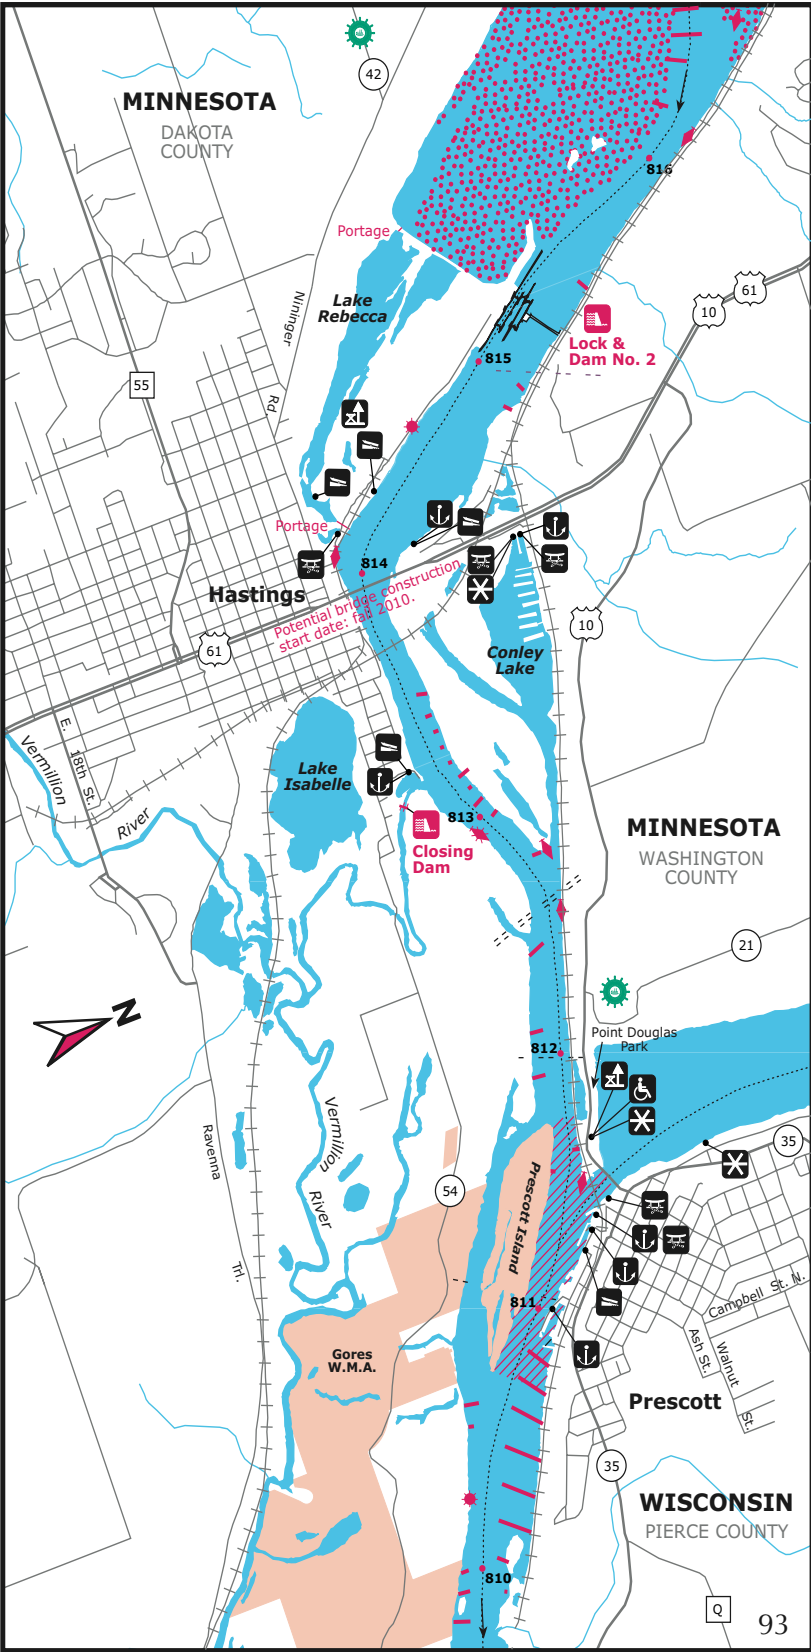 42
MINNESOTA
DAKOTA
COUNTY
816
Portage
Lake
Rebecca
Nininger
Rd
61
10
Lock &
Dam No. 2
815
55
Portage
814
Hastings
Potential bridge construction
start date: fall 2010.
61
10
Conley
Lake
E. 18th St.
Vermillion
River
Lake
Isabelle
813
Closing
Dam
MINNESOTA
WASHINGTON
COUNTY
21
N
812
Point Douglas
Park
35
Ravenna
Trl.
Vermillion
River
54
Prescott Island
811
Campbell St. N.
Ash St.
Walnut
St.
Gores
W.M.A.
Prescott
35
WISCONSIN
PIERCE COUNTY
810
Q
93